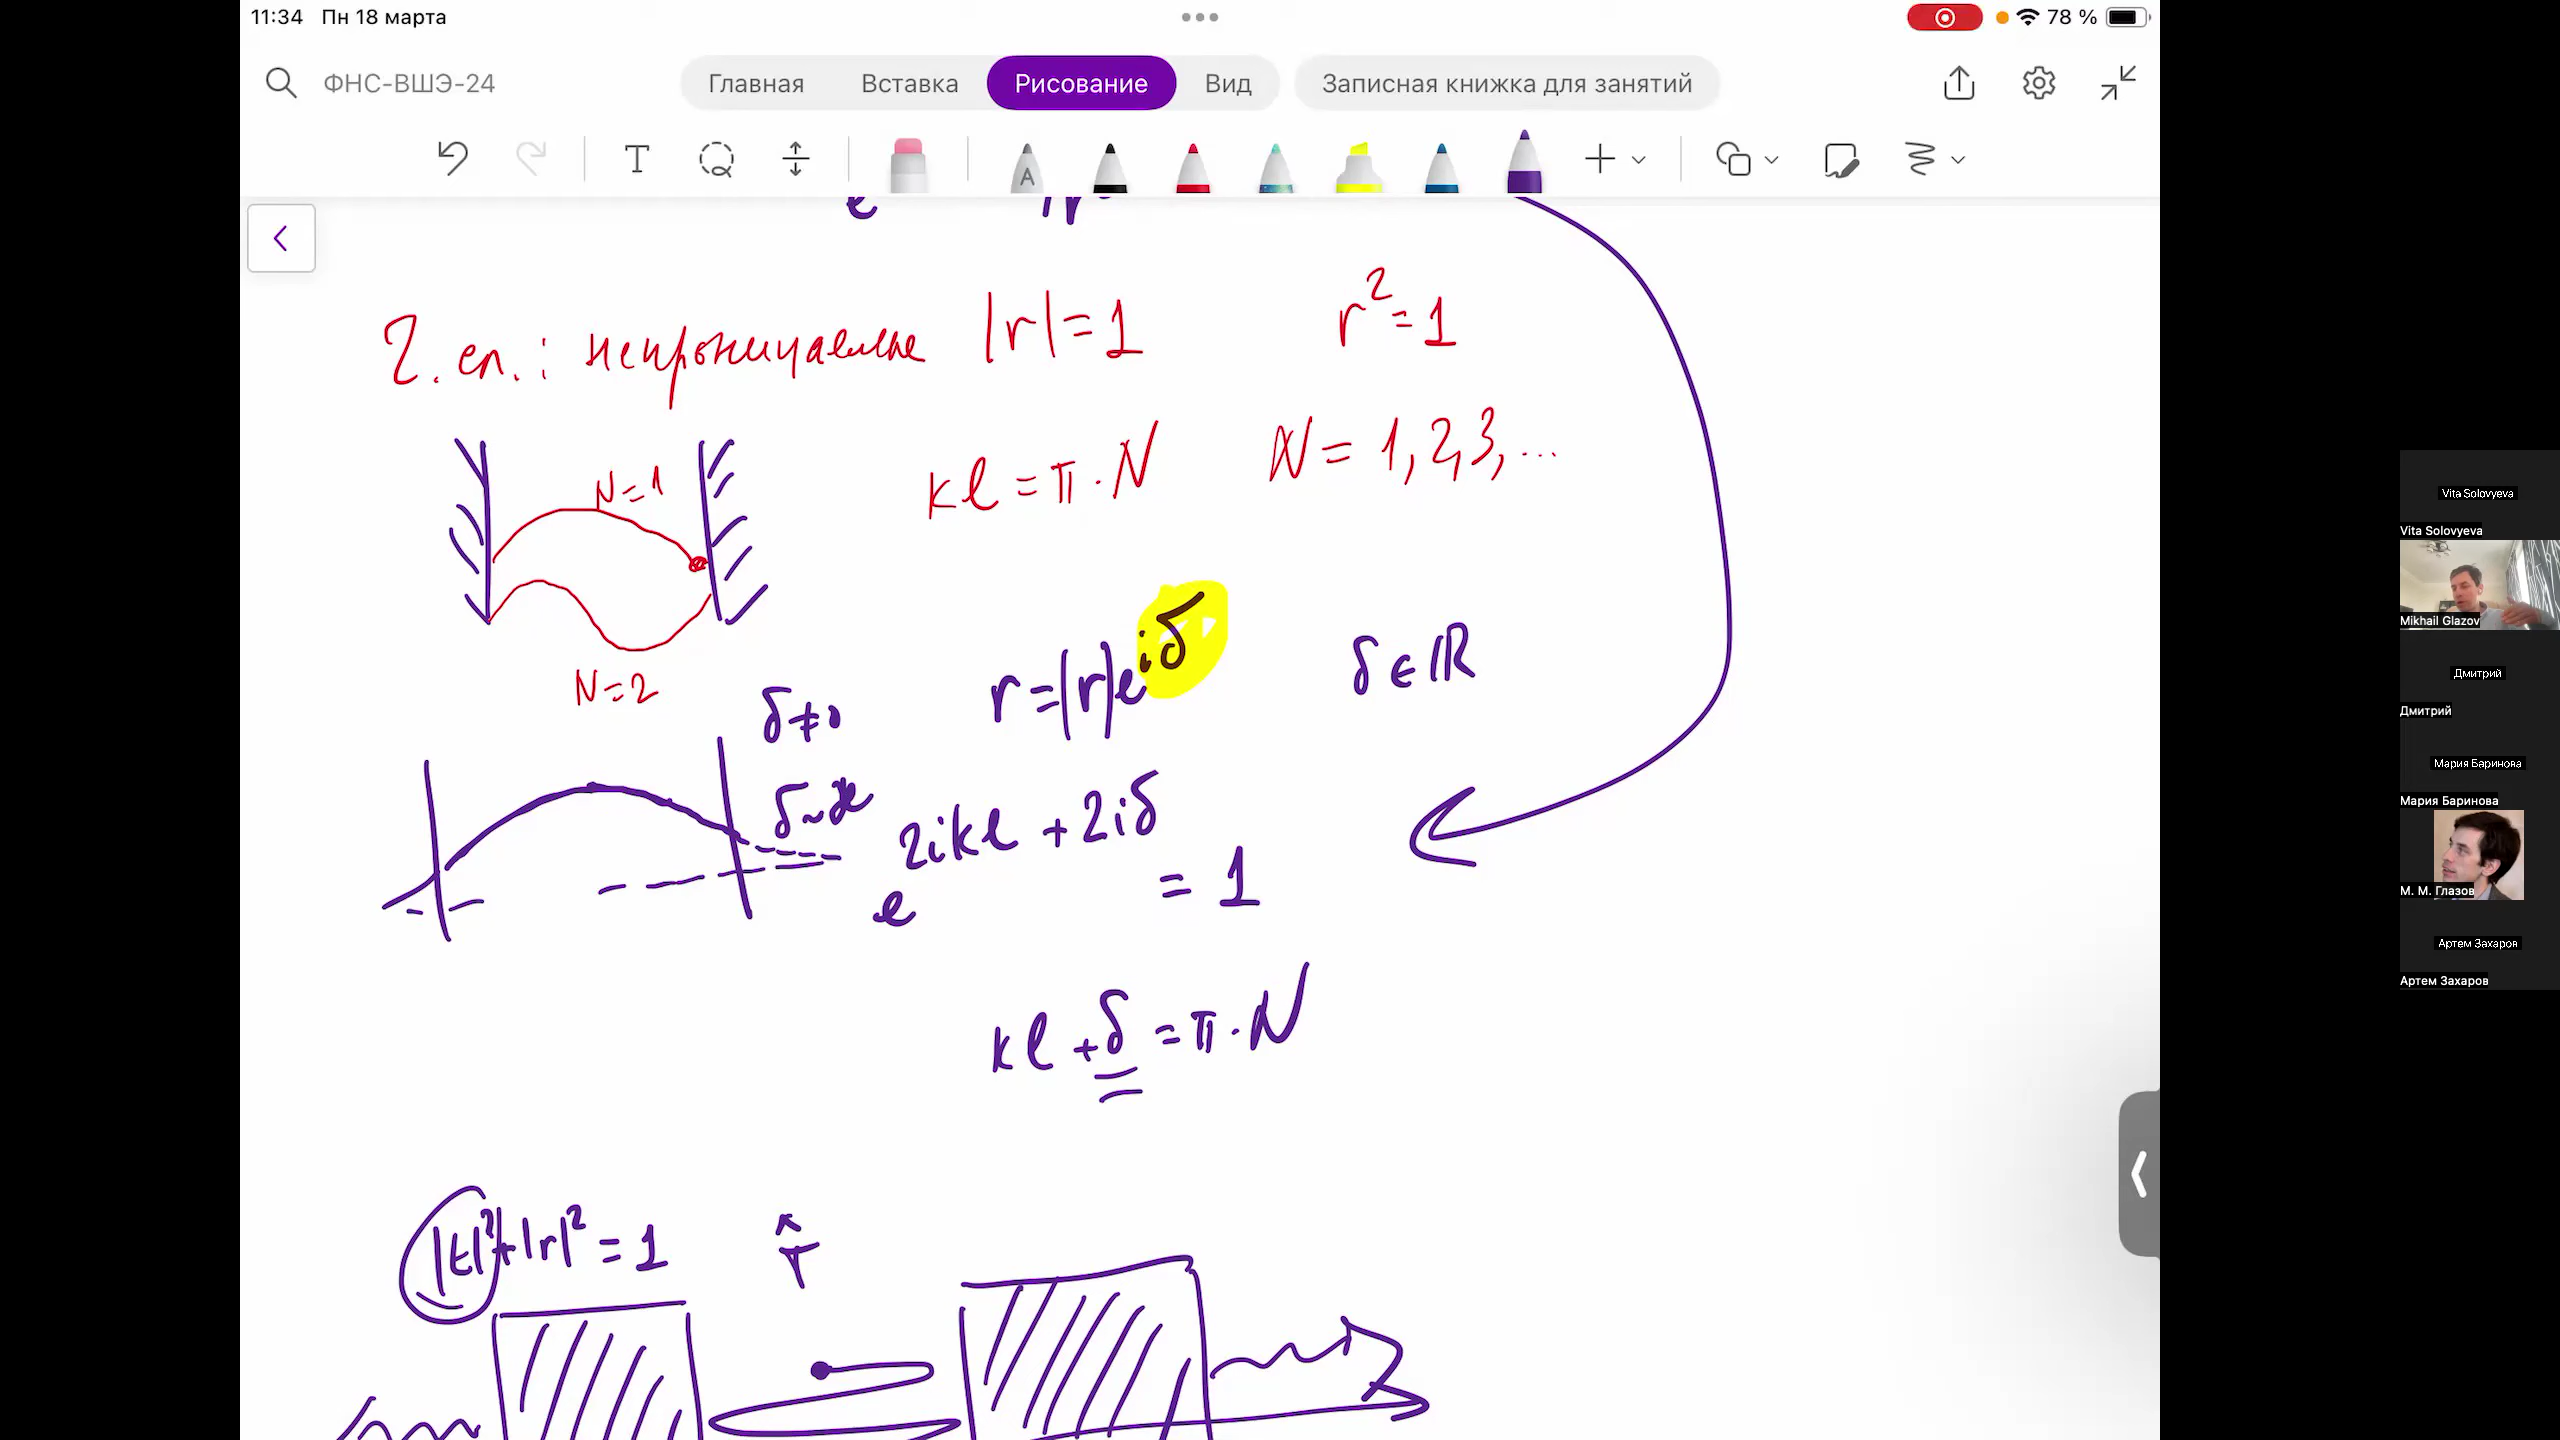 11:34 Пн 18 марта
78 %
ФНС-ВШЭ-24
Главная Вставка Рисование Вид Записная книжка для занятий
T
A
Ч. сл.: непроницаемые |r| = 1 r² = 1
kl = π · N N = 1, 2, 3, ...
N=1
N=2
r = |r|e^{iδ} δ ∈ ℝ
δ≠0
δ~æ
e^{2ikl + 2iδ} = 1
kl + δ = π · N
|t|² + |r|² = 1 T̂
Vita Solovyeva
Vita Solovyeva
Mikhail Glazov
Дмитрий
Дмитрий
Мария Баринова
Мария Баринова
М. М. Глазов
Артем Захаров
Артем Захаров